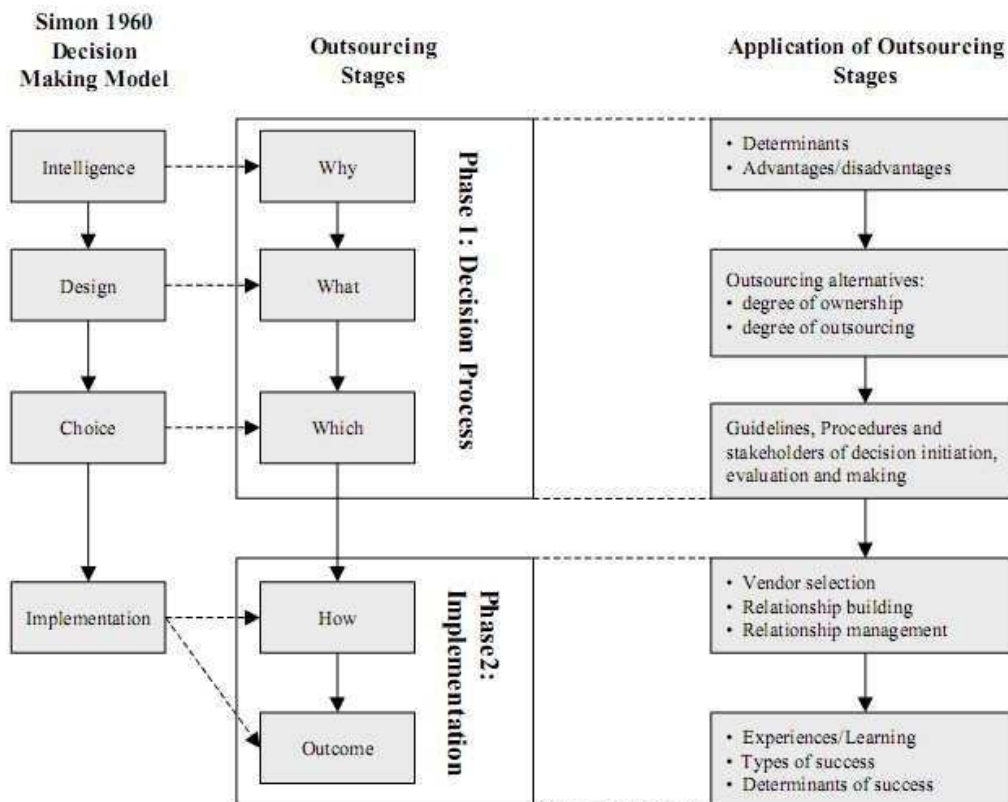 Simon 1960
Decision
Making Model
Outsourcing
Stages
Application of Outsourcing
Stages
Intelligence
Why
Phase 1: Decision Process
• Determinants
• Advantages/disadvantages
Design
What
Outsourcing alternatives:
• degree of ownership
• degree of outsourcing
Choice
Which
Guidelines, Procedures and
stakeholders of decision initiation,
evaluation and making
Implementation
How
Phase2:
Implementation
• Vendor selection
• Relationship building
• Relationship management
Outcome
• Experiences/Learning
• Types of success
• Determinants of success